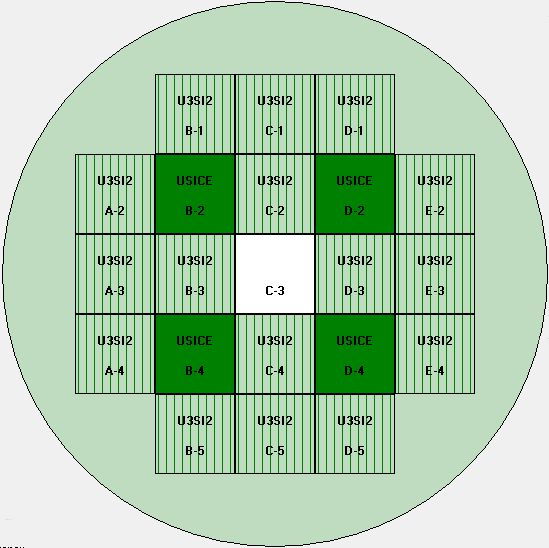 U3SI2 U3SI2 U3SI2
B-1 C-1 D-1
U3SI2 USICE U3SI2 USICE U3SI2
A-2 B-2 C-2 D-2 E-2
U3SI2 U3SI2 U3SI2 U3SI2
A-3 B-3 C-3 D-3 E-3
U3SI2 USICE U3SI2 USICE U3SI2
A-4 B-4 C-4 D-4 E-4
U3SI2 U3SI2 U3SI2
B-5 C-5 D-5